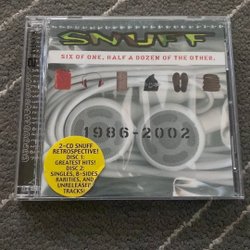 SNUFF
SIX OF ONE, HALF A DOZEN OF THE OTHER.
1986-2002
2-CD SNUFF
RETROSPECTIVE!
DISC 1:
GREATEST HITS!
DISC 2:
SINGLES, B-SIDES,
RARITIES, AND
UNRELEASED
TRACKS!